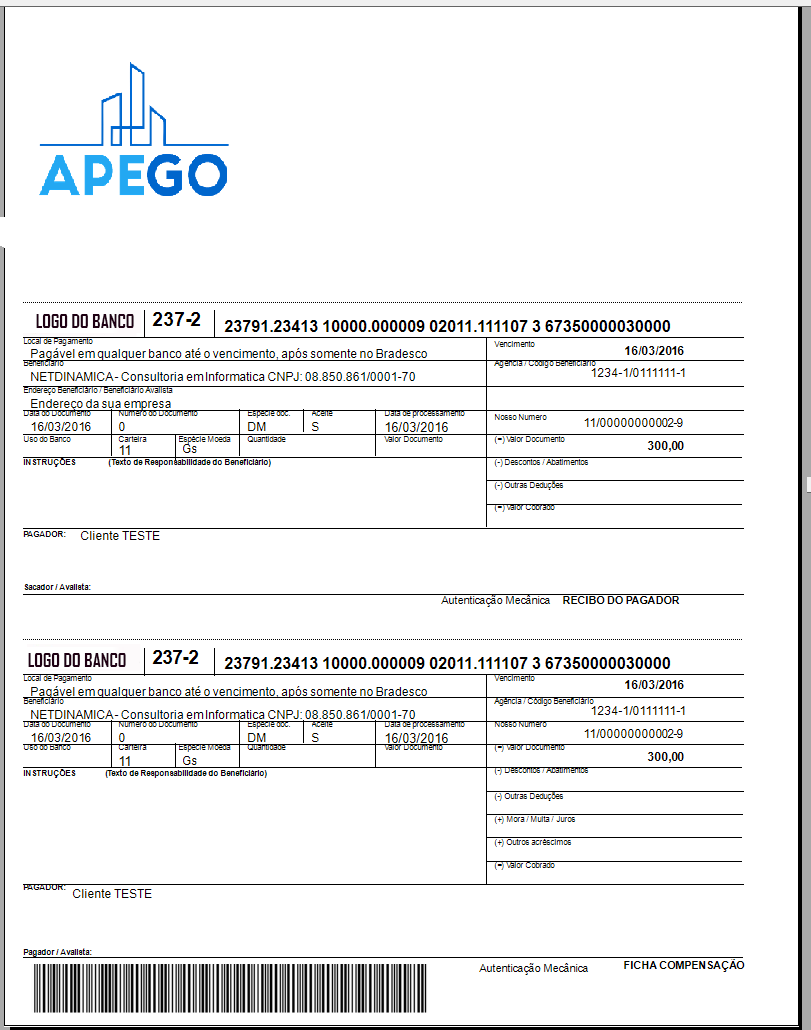 APEGO
LOGO DO BANCO 237-2 23791.23413 10000.000009 02011.111107 3 67350000030000
Local de Pagamento Vencimento
Pagável em qualquer banco até o vencimento, após somente no Bradesco 16/03/2016
Beneficiário Agência / Código Beneficiário
NETDINAMICA - Consultoria em Informatica CNPJ: 08.850.861/0001-70 1234-1/0111111-1
Endereço Beneficiário / Beneficiário Avalista
Endereco da sua empresa
Data do Documento Número do Documento Espécie doc. Aceite Data de processamento Nosso Número
16/03/2016 0 DM S 16/03/2016 11/00000000002-9
Uso do Banco Carteira Espécie Moeda Quantidade Valor Documento (=) Valor Documento
11 Gs 300,00
INSTRUÇÕES (Texto de Responsabilidade do Beneficiário) (-) Descontos / Abatimentos
(-) Outras Deduções
(=) Valor Cobrado
PAGADOR: Cliente TESTE
Sacador / Avalista:
Autenticação Mecânica RECIBO DO PAGADOR
LOGO DO BANCO 237-2 23791.23413 10000.000009 02011.111107 3 67350000030000
Local de Pagamento Vencimento
Pagável em qualquer banco até o vencimento, após somente no Bradesco 16/03/2016
Beneficiário Agência / Código Beneficiário
NETDINAMICA - Consultoria em Informatica CNPJ: 08.850.861/0001-70 1234-1/0111111-1
Data do Documento Número do Documento Espécie doc. Aceite Data de processamento Nosso Número
16/03/2016 0 DM S 16/03/2016 11/00000000002-9
Uso do Banco Carteira Espécie Moeda Quantidade Valor Documento (=) Valor Documento
11 Gs 300,00
INSTRUÇÕES (Texto de Responsabilidade do Beneficiário) (-) Descontos / Abatimentos
(-) Outras Deduções
(+) Mora / Multa / Juros
(+) Outros acréscimos
(=) Valor Cobrado
PAGADOR: Cliente TESTE
Pagador / Avalista:
Autenticação Mecânica FICHA COMPENSAÇÃO